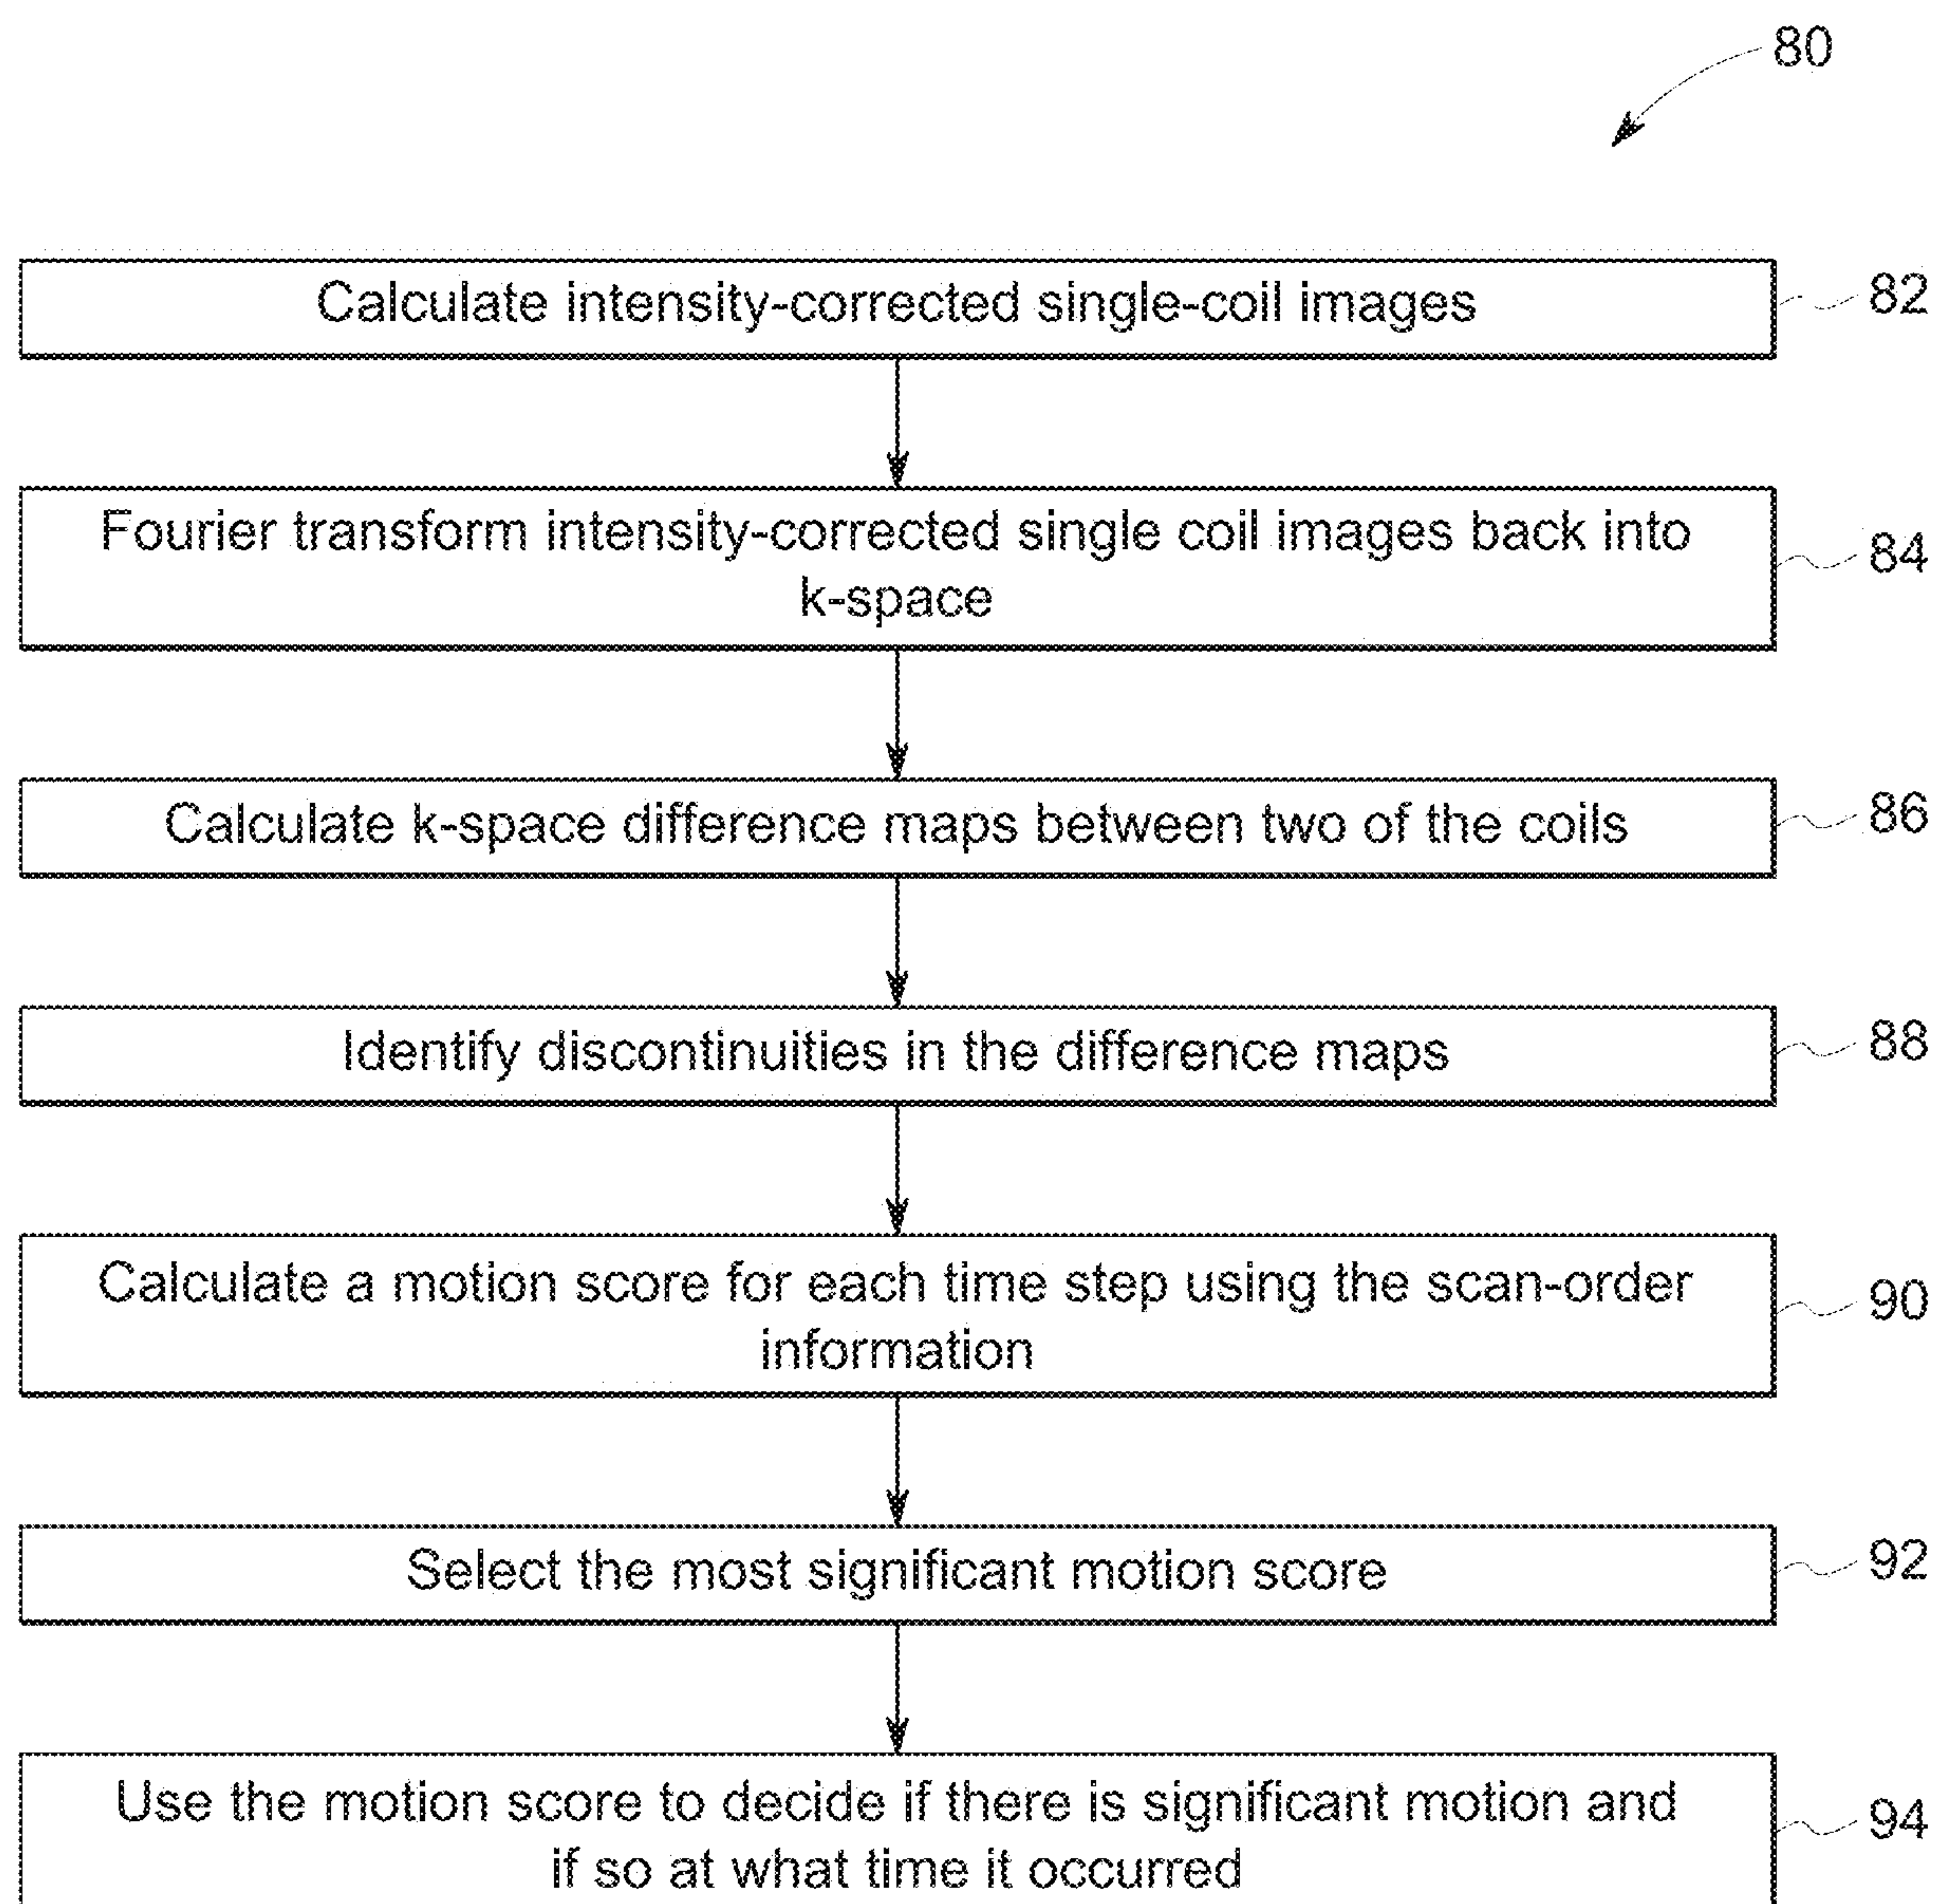 80
Calculate intensity-corrected single-coil images
82
Fourier transform intensity-corrected single coil images back into
k-space
84
Calculate k-space difference maps between two of the coils
86
Identify discontinuities in the difference maps
88
Calculate a motion score for each time step using the scan-order
information
90
Select the most significant motion score
92
Use the motion score to decide if there is significant motion and
if so at what time it occurred
94